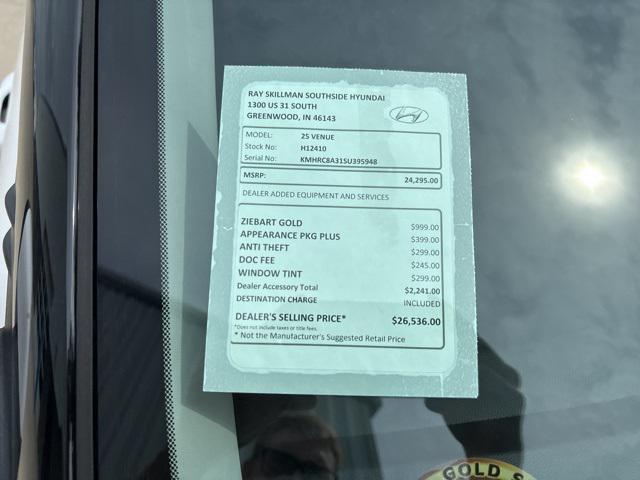 RAY SKILLMAN SOUTHSIDE HYUNDAI
1300 US 31 SOUTH
GREENWOOD, IN 46143
MODEL: 25 VENUE
Stock No: H12410
Serial No: KMHRC8A31SU395948
MSRP: 24,295.00
DEALER ADDED EQUIPMENT AND SERVICES
ZIEBART GOLD $999.00
APPEARANCE PKG PLUS $399.00
ANTI THEFT $299.00
DOC FEE $245.00
WINDOW TINT $299.00
Dealer Accessory Total $2,241.00
DESTINATION CHARGE INCLUDED
DEALER'S SELLING PRICE* $26,536.00
*Does not include taxes or title fees.
* Not the Manufacturer's Suggested Retail Price
GOLD S